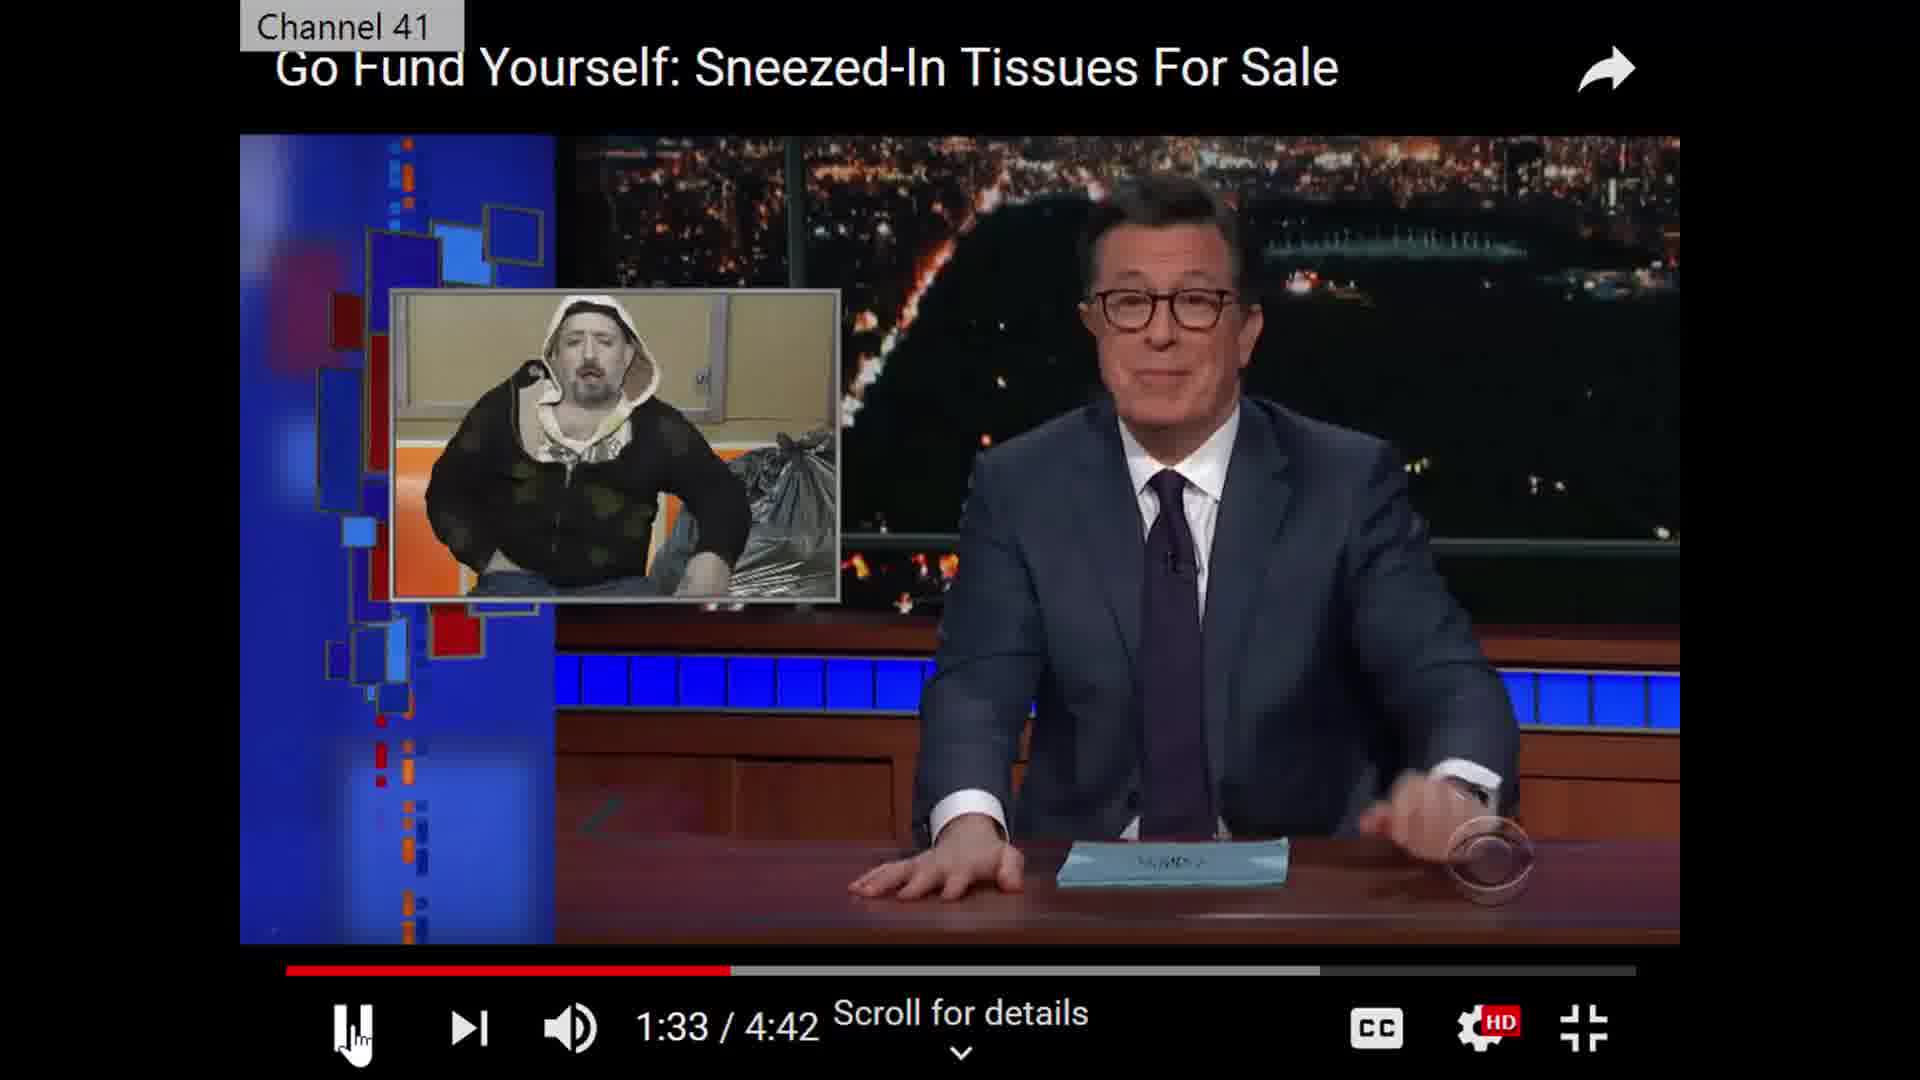 Channel 41
Go Fund Yourself: Sneezed-In Tissues For Sale
1:33 / 4:42
Scroll for details
CC
HD